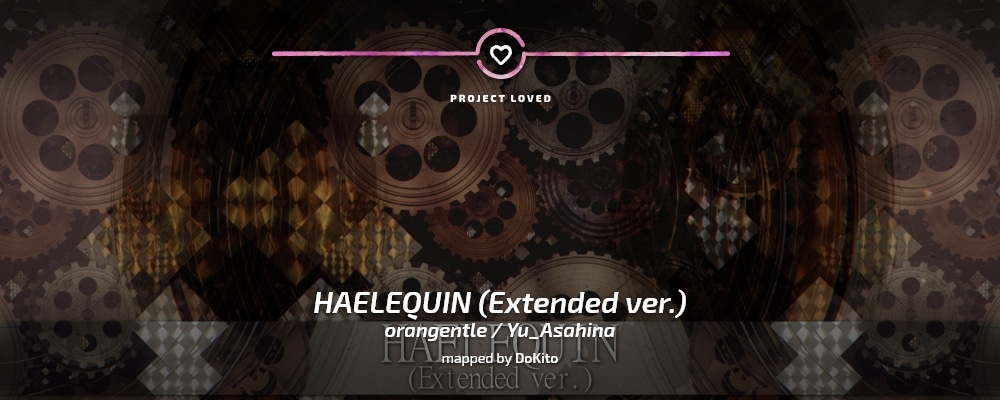 PROJECT LOVED
HAELEQUIN (Extended ver.)
orangentle / Yu_Asahina
HAELEQUIN
mapped by DoKito
(Extended ver.)